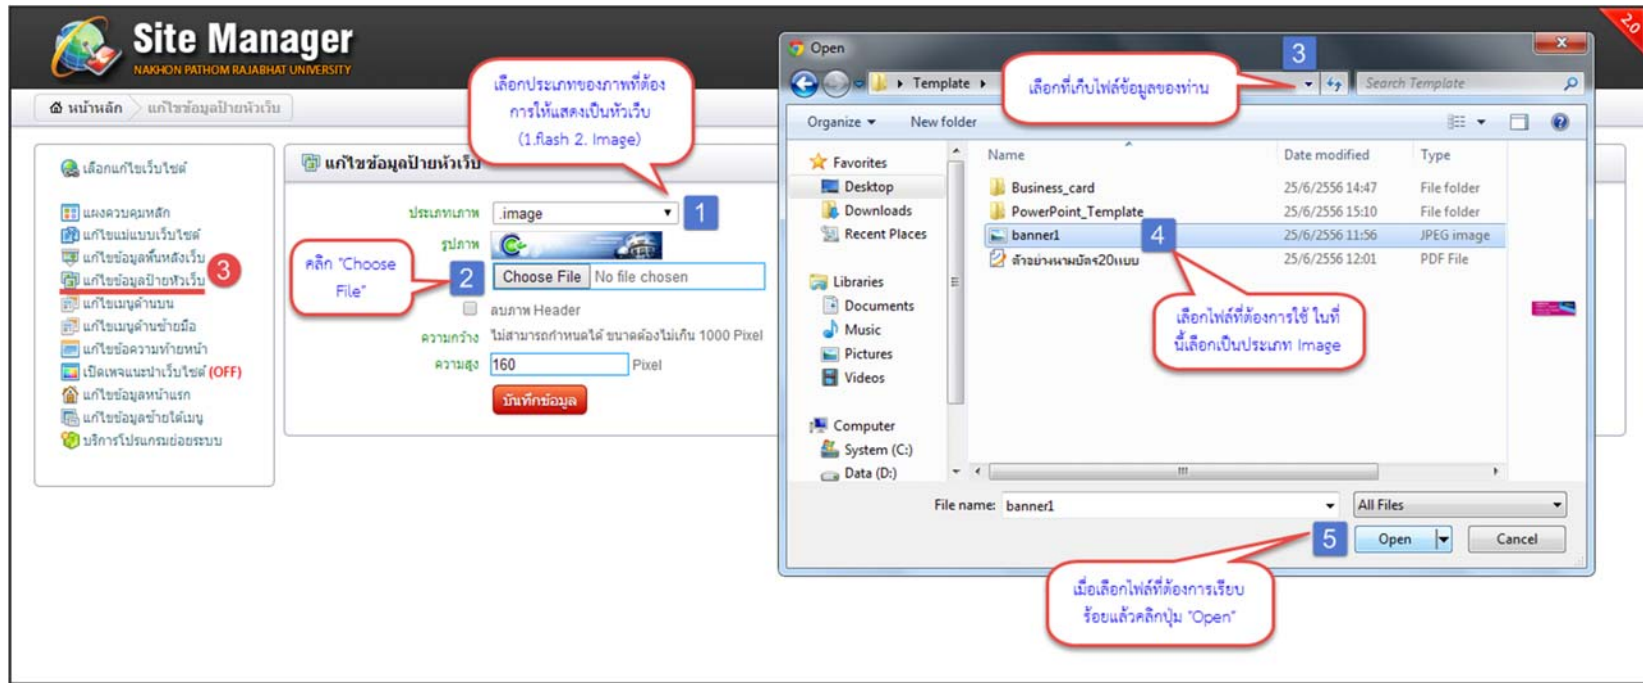 Site Manager
NAKHON PATHOM RAJABHAT UNIVERSITY
2.0
หน้าหลัก
แก้ไขข้อมูลป้ายหัวเว็บ
เลือกแก้ไขเว็บไซต์
แผงควบคุมหลัก
แก้ไขแม่แบบเว็บไซต์
แก้ไขข้อมูลพื้นหลังเว็บ
แก้ไขข้อมูลป้ายหัวเว็บ
3
แก้ไขเมนูด้านบน
แก้ไขเมนูด้านซ้ายมือ
แก้ไขข้อความท้ายหน้า
เปิดเพจแนะนำเว็บไซต์ (OFF)
แก้ไขข้อมูลหน้าแรก
แก้ไขข้อมูลซ้ายใต้เมนู
บริการโปรแกรมย่อยระบบ
แก้ไขข้อมูลป้ายหัวเว็บ
เลือกประเภทของภาพที่ต้อง
การให้แสดงเป็นหัวเว็บ
(1.flash 2. Image)
ประเภทภาพ .image 1
รูปภาพ
คลิก "Choose
File"
2
Choose File No file chosen
ลบภาพ Header
ความกว้าง ไม่สามารถกำหนดได้ ขนาดต้องไม่เกิน 1000 Pixel
ความสูง 160 Pixel
บันทึกข้อมูล
Open
3
Template
เลือกที่เก็บไฟล์ข้อมูลของท่าน
Search Template
Organize New folder
Favorites
Desktop
Downloads
Recent Places
Libraries
Documents
Music
Pictures
Videos
Computer
System (C:)
Data (D:)
Name Date modified Type
Business_card 25/6/2556 14:47 File folder
PowerPoint_Template 25/6/2556 15:10 File folder
banner1 4 25/6/2556 11:56 JPEG image
ตัวอย่างนามบัตร20แบบ 25/6/2556 12:01 PDF File
เลือกไฟล์ที่ต้องการใช้ ในที่
นี้เลือกเป็นประเภท Image
File name: banner1 All Files
5 Open Cancel
เมื่อเลือกไฟล์ที่ต้องการเรียบ
ร้อยแล้วคลิกปุ่ม "Open"